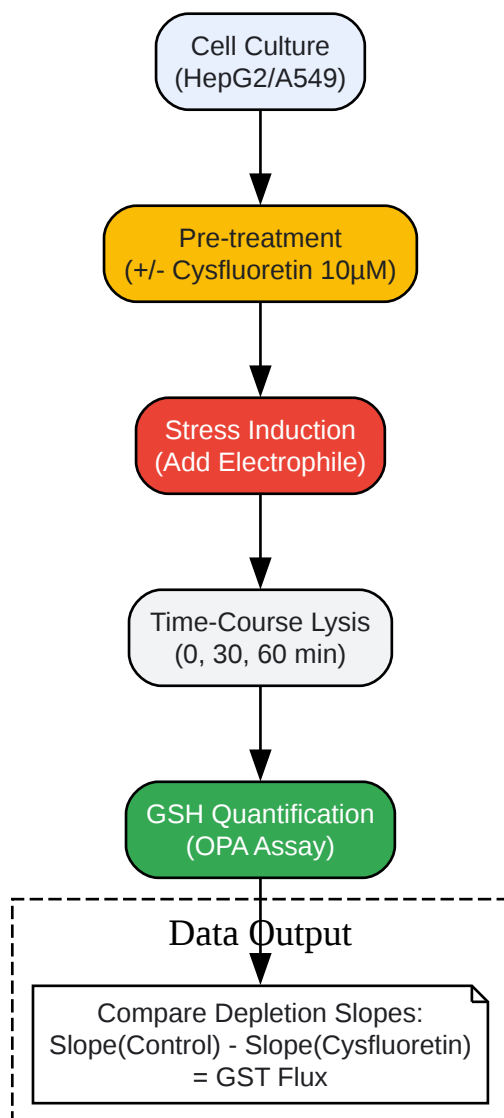 Cell Culture
(HepG2/A549)
Pre-treatment
(+/- Cysfluoretin 10µM)
Stress Induction
(Add Electrophile)
Time-Course Lysis
(0, 30, 60 min)
GSH Quantification
(OPA Assay)
Data Output
Compare Depletion Slopes:
Slope(Control) - Slope(Cysfluoretin)
= GST Flux